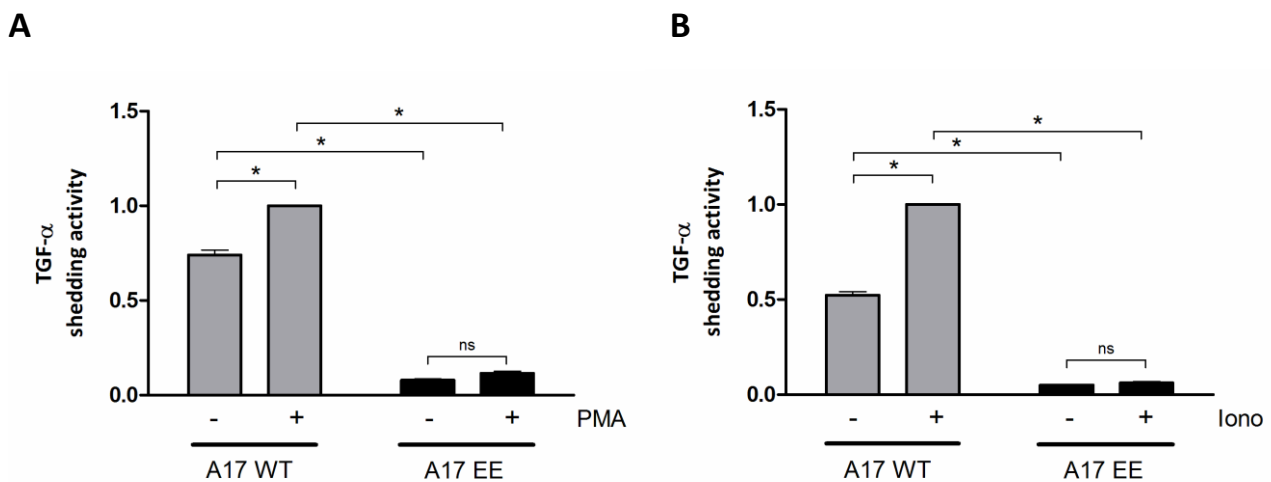 A
TGF-α
shedding activity
1.5
1.0
0.5
0.0
*
*
*
ns
- + - + PMA
A17 WT A17 EE
B
TGF-α
shedding activity
1.5
1.0
0.5
0.0
*
*
*
ns
- + - + Iono
A17 WT A17 EE